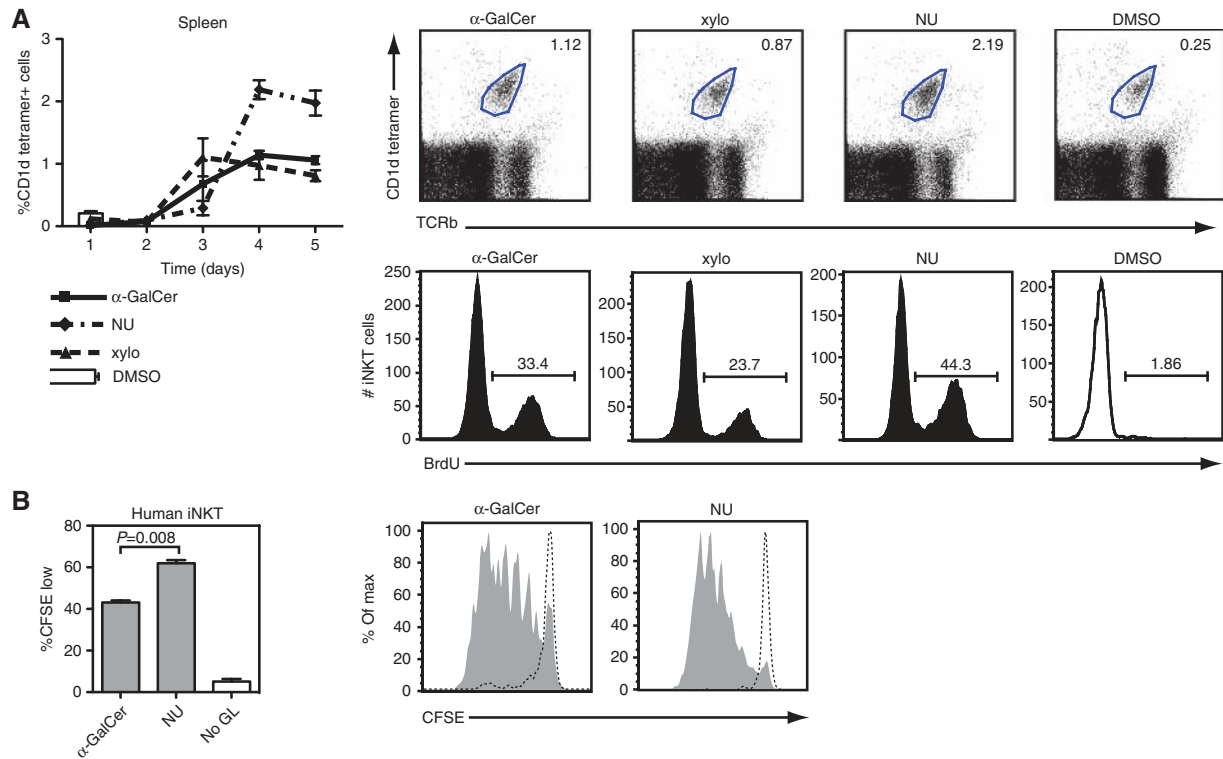 A
Spleen
3
2
1
0
%CD1d tetramer+ cells
1 2 3 4 5
Time (days)
α-GalCer
NU
xylo
DMSO
α-GalCer xylo NU DMSO
1.12 0.87 2.19 0.25
CD1d tetramer
TCRb
α-GalCer xylo NU DMSO
250
200
150
100
50
0
# iNKT cells
33.4
200
100
50
23.7
200
150
100
50
44.3
200
150
100
50
1.86
BrdU
B
Human iNKT
80
60
40
20
0
%CFSE low
P=0.008
α-GalCer NU No GL
α-GalCer NU
100
80
60
40
20
0
% Of max
100
80
60
40
20
0
CFSE